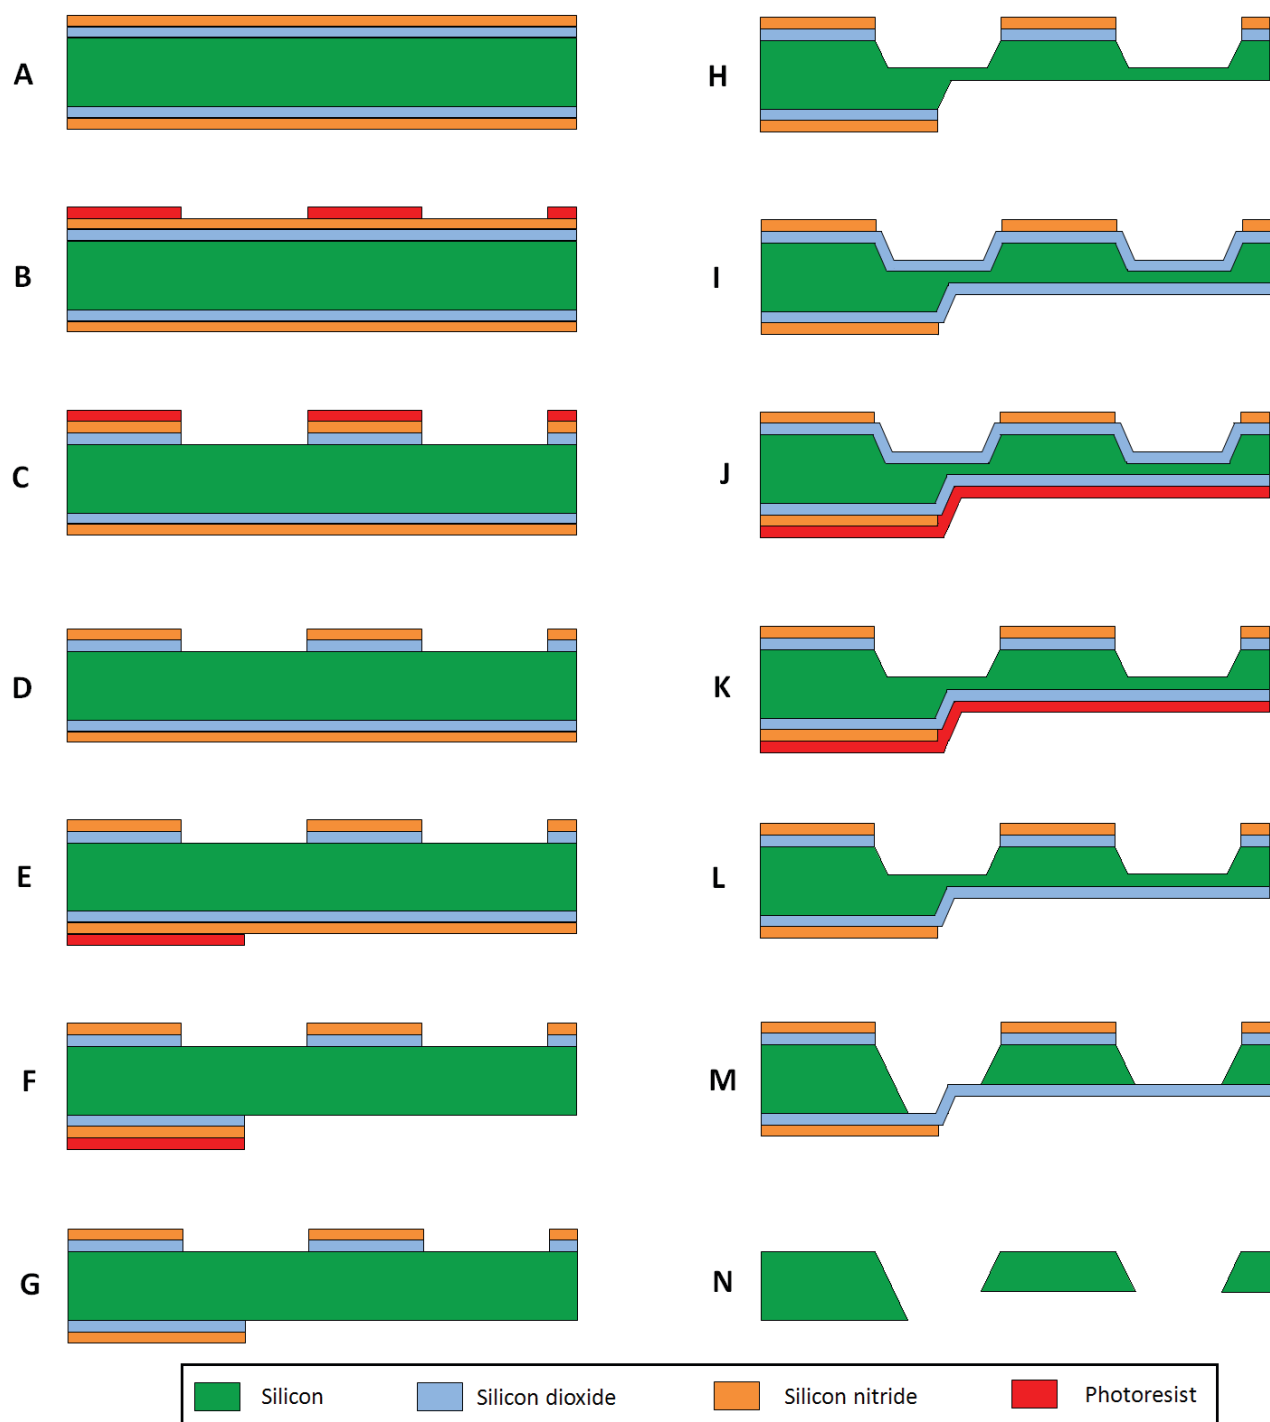 A
B
C
D
E
F
G
H
I
J
K
L
M
N
Silicon
Silicon dioxide
Silicon nitride
Photoresist